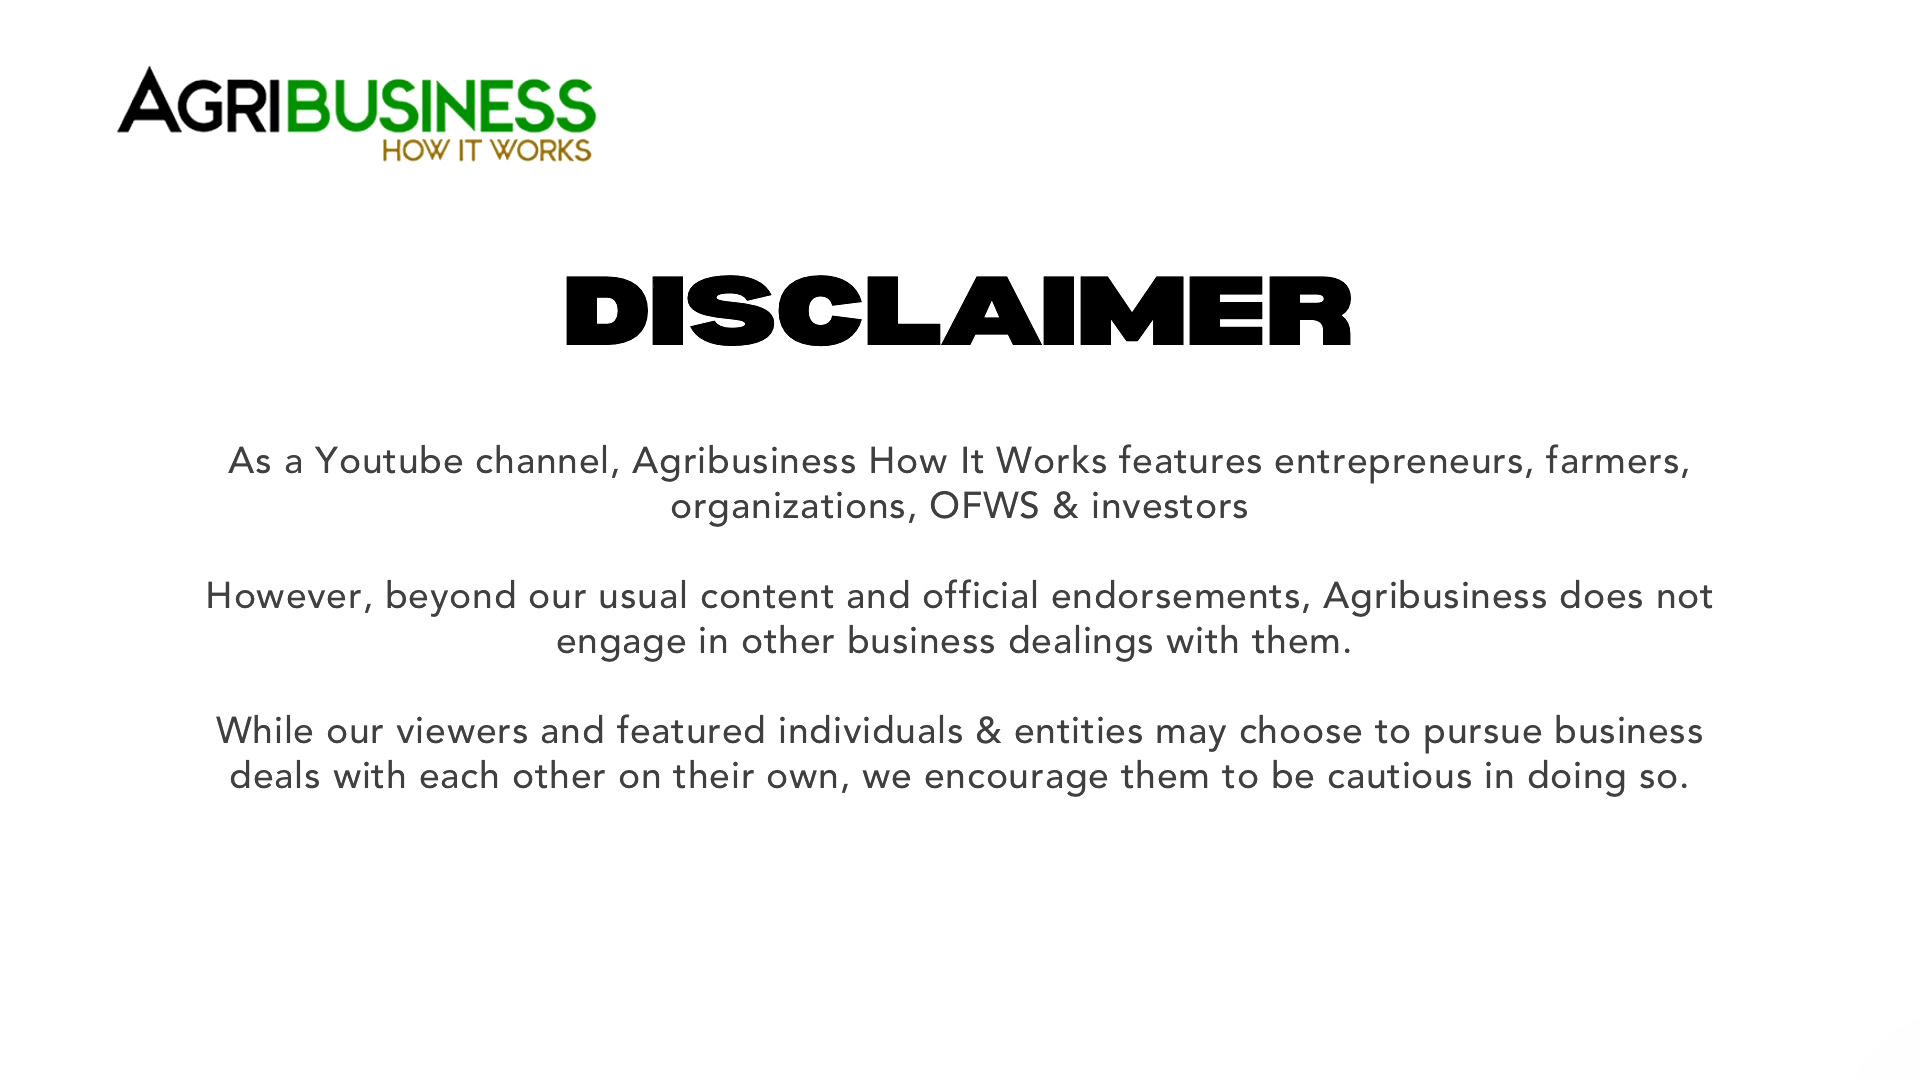 AGRIBUSINESS
HOW IT WORKS
DISCLAIMER
As a Youtube channel, Agribusiness How It Works features entrepreneurs, farmers,
organizations, OFWS & investors
However, beyond our usual content and official endorsements, Agribusiness does not
engage in other business dealings with them.
While our viewers and featured individuals & entities may choose to pursue business
deals with each other on their own, we encourage them to be cautious in doing so.